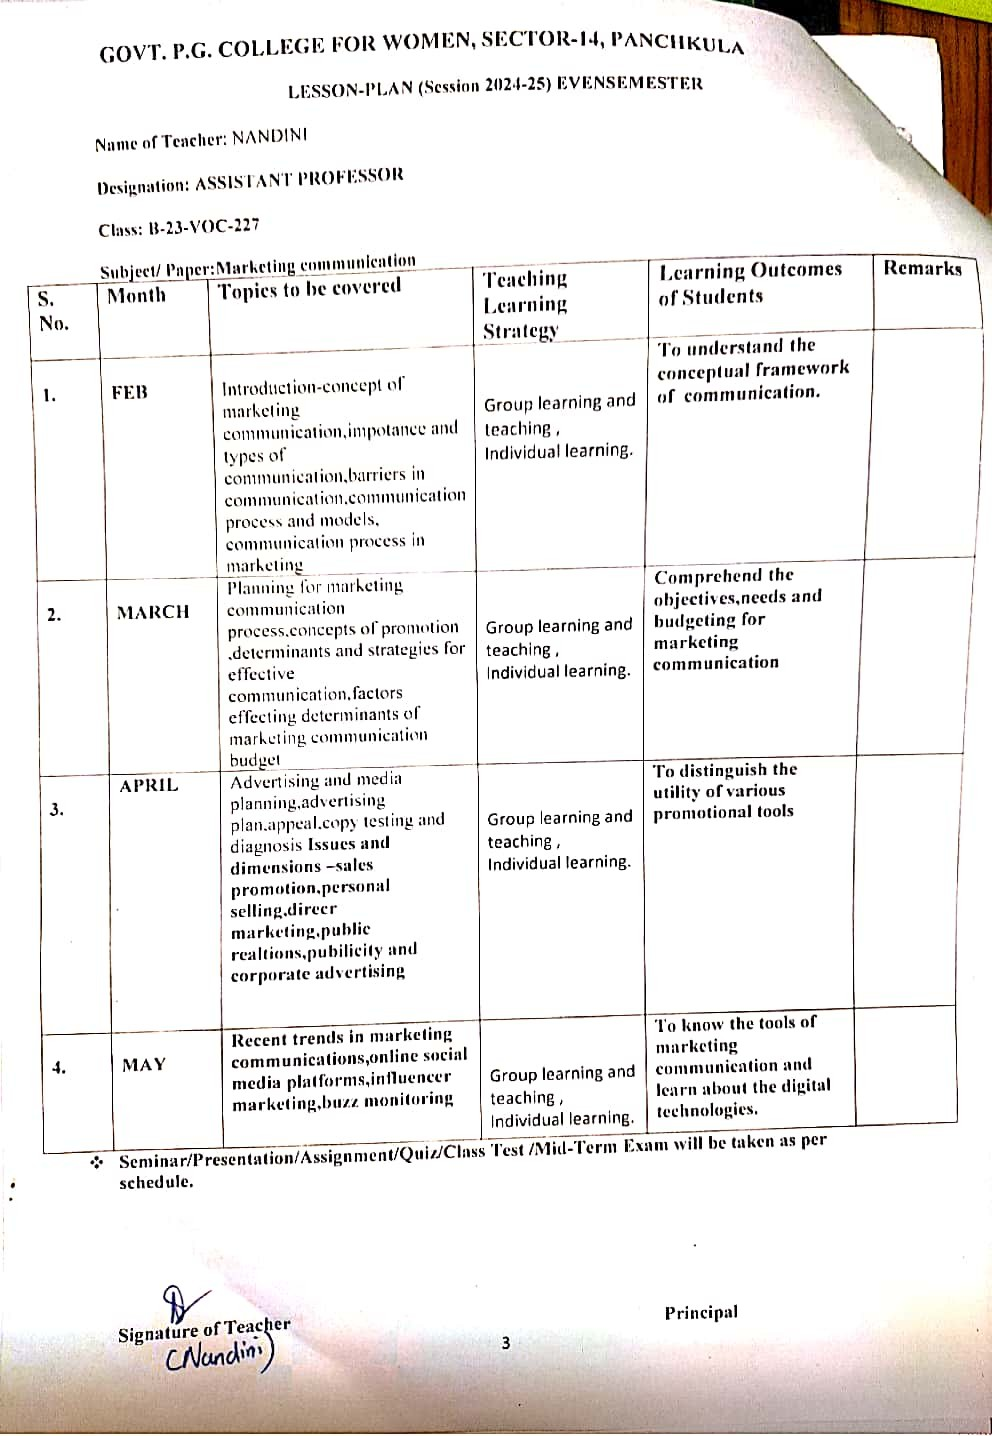 GOVT. P.G. COLLEGE FOR WOMEN, SECTOR-14, PANCHKULA
LESSON-PLAN (Session 2024-25) EVENSEMESTER
Name of Teacher: NANDINI
Designation: ASSISTANT PROFESSOR
Class: B-23-VOC-227
Subject/ Paper:Marketing communication
S. No.
Month
Topics to be covered
Teaching
Learning
Strategy
Learning Outcomes
of Students
Remarks
1.
FEB
Introduction-concept of
marketing
communication,impotance and
types of
communication,barriers in
communication,communication
process and models,
communication process in
marketing
Group learning and
teaching ,
Individual learning.
To understand the
conceptual framework
of communication.
2.
MARCH
Planning for marketing
communication
process,concepts of promotion
,determinants and strategies for
effective
communication,factors
effecting determinants of
marketing communication
budget
Group learning and
teaching ,
Individual learning.
Comprehend the
objectives,needs and
budgeting for
marketing
communication
3.
APRIL
Advertising and media
planning,advertising
plan,appeal,copy testing and
diagnosis Issues and
dimensions –sales
promotion,personal
selling,direcr
marketing,public
realtions,pubilicity and
corporate advertising
Group learning and
teaching ,
Individual learning.
To distinguish the
utility of various
promotional tools
4.
MAY
Recent trends in marketing
communications,online social
media platforms,influencer
marketing,buzz monitoring
Group learning and
teaching ,
Individual learning.
To know the tools of
marketing
communication and
learn about the digital
technologies.
❖ Seminar/Presentation/Assignment/Quiz/Class Test /Mid-Term Exam will be taken as per
schedule.
Signature of Teacher
(Nandini)
Principal
3